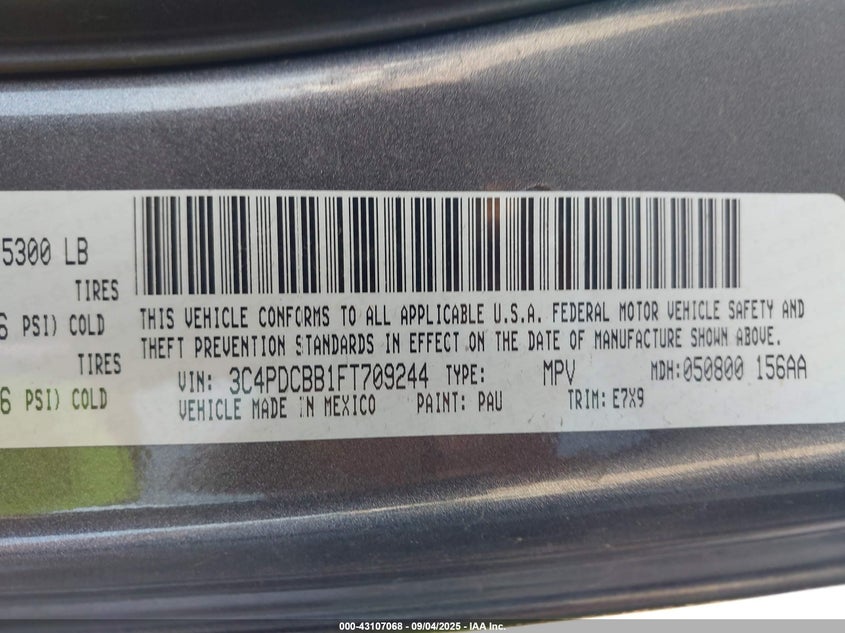 5300 LB
TIRES
6 PSI) COLD
TIRES
6 PSI) COLD
THIS VEHICLE CONFORMS TO ALL APPLICABLE U.S.A. FEDERAL MOTOR VEHICLE SAFETY AND
THEFT PREVENTION STANDARDS IN EFFECT ON THE DATE OF MANUFACTURE SHOWN ABOVE.
VIN: 3C4PDCBB1FT709244 TYPE: MPV MDH:050800 156AA
VEHICLE MADE IN MEXICO PAINT: PAU TRIM: E7X9
000-43107068 - 09/04/2025 - IAA Inc.